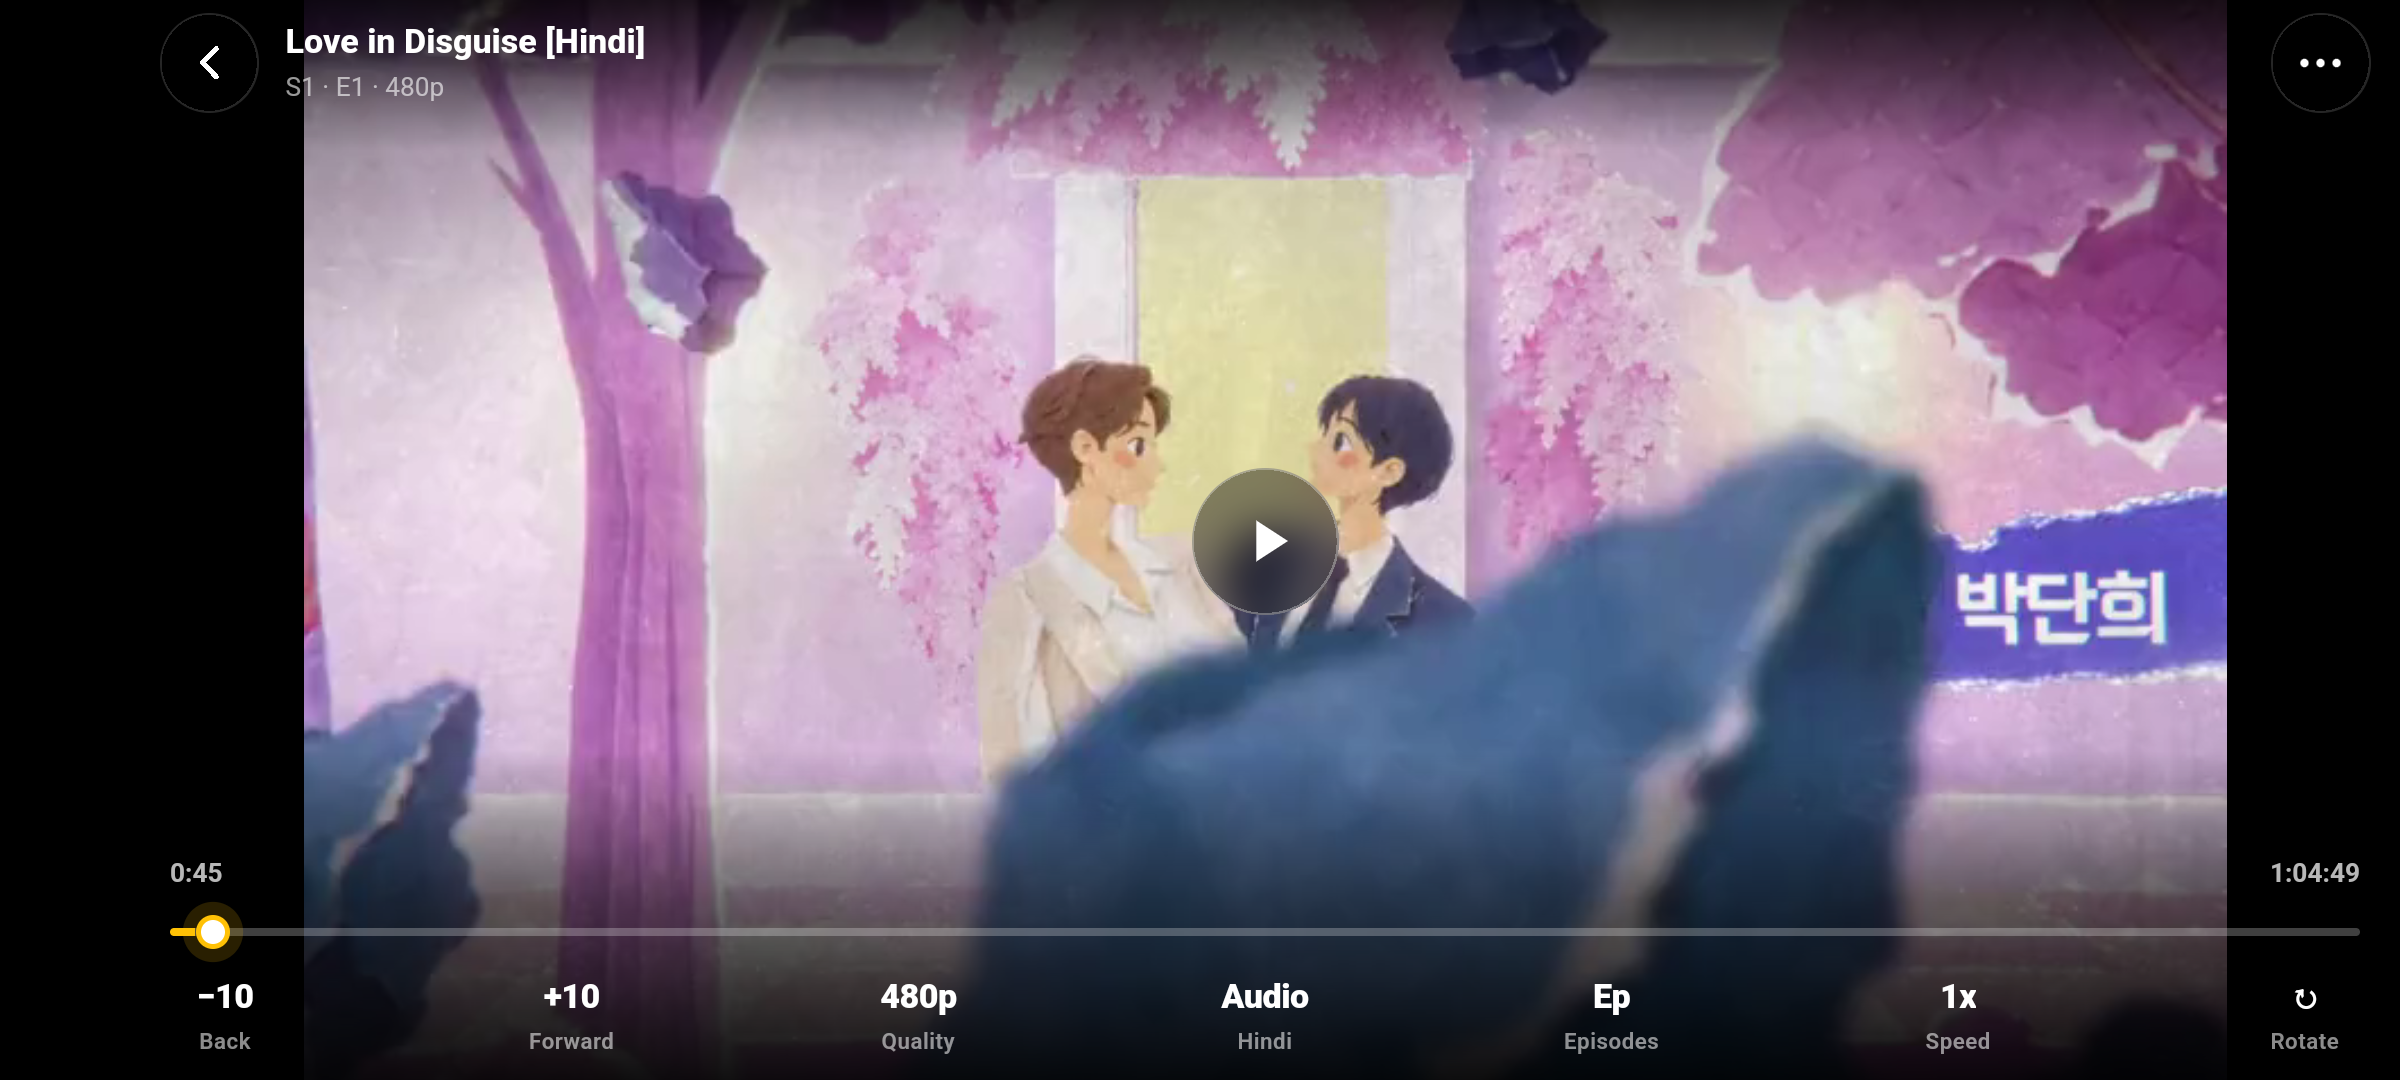 Love in Disguise [Hindi]
S1 · E1 · 480p
박단희
0:45
1:04:49
−10
Back
+10
Forward
480p
Quality
Audio
Hindi
Ep
Episodes
1x
Speed
Rotate